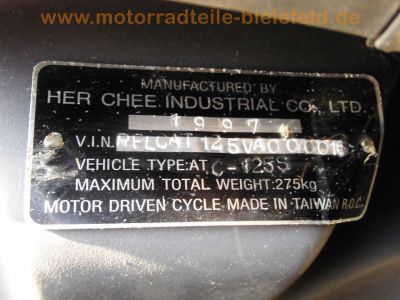 www.motorradteile-bielefeld.de
MANUFACTURED BY
HER CHEE INDUSTRIAL CO., LTD.
1997
V.I.N.
VEHICLE TYPE:AT C-125S
MAXIMUM TOTAL WEIGHT:275kg
MOTOR DRIVEN CYCLE MADE IN TAIWAN R.O.C.